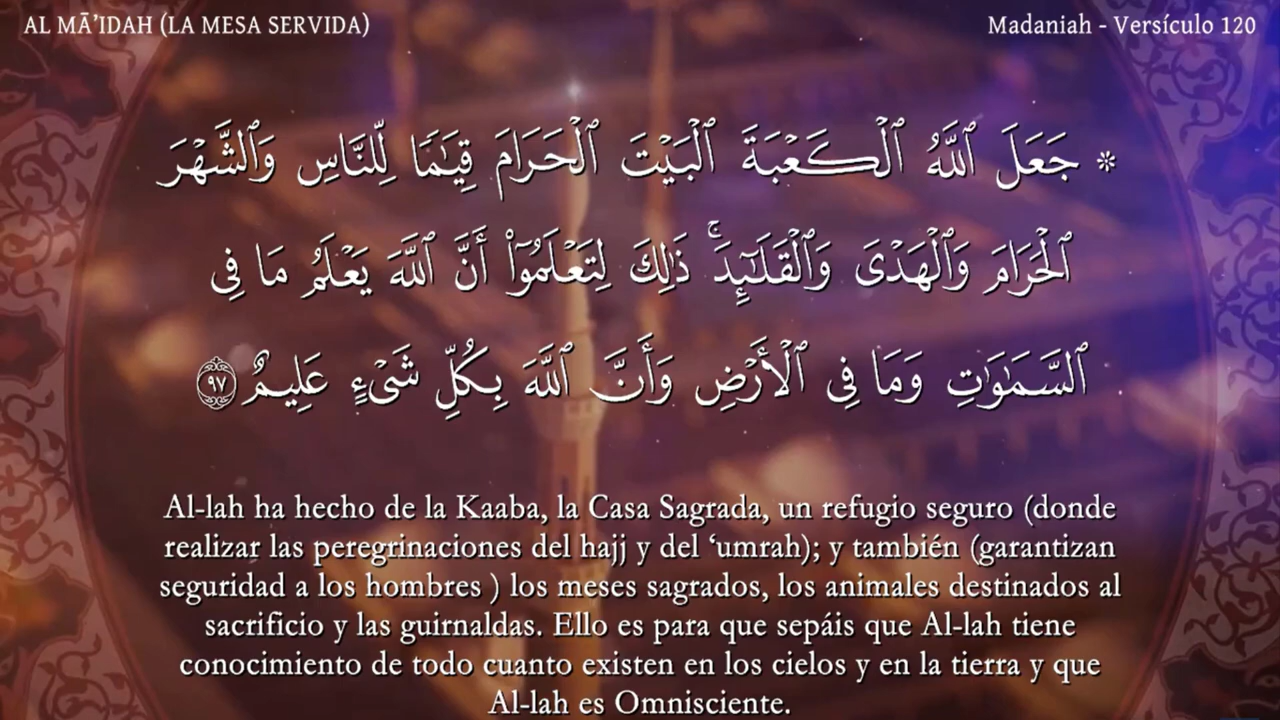 AL MĀ’IDAH (LA MESA SERVIDA)
Madaniah - Versículo 120
۞ جَعَلَ ٱللَّهُ ٱلْكَعْبَةَ ٱلْبَيْتَ ٱلْحَرَامَ قِيَـٰمًا لِّلنَّاسِ وَٱلشَّهْرَ
ٱلْحَرَامَ وَٱلْهَدْىَ وَٱلْقَلَـٰٓئِدَ ۚ ذَٰلِكَ لِتَعْلَمُوٓا۟ أَنَّ ٱللَّهَ يَعْلَمُ مَا فِى
ٱلسَّمَـٰوَٰتِ وَمَا فِى ٱلْأَرْضِ وَأَنَّ ٱللَّهَ بِكُلِّ شَىْءٍ عَلِيمٌ ٩٧
Al-lah ha hecho de la Kaaba, la Casa Sagrada, un refugio seguro (donde
realizar las peregrinaciones del hajj y del ‘umrah); y también (garantizan
seguridad a los hombres ) los meses sagrados, los animales destinados al
sacrificio y las guirnaldas. Ello es para que sepáis que Al-lah tiene
conocimiento de todo cuanto existen en los cielos y en la tierra y que
Al-lah es Omnisciente.